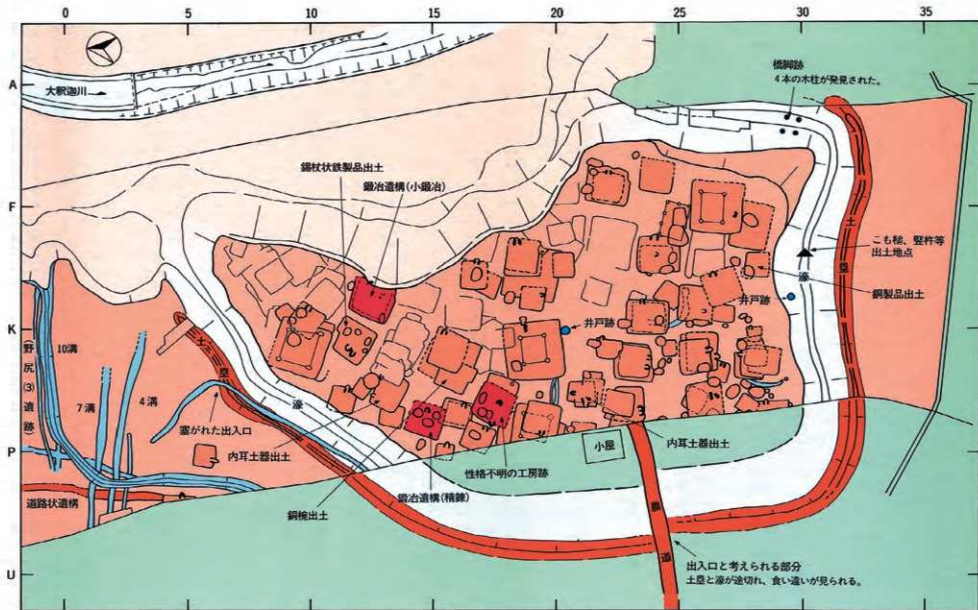 0 5 10 15 20 25 30 35
A
F
K
P
U
大釈迦川
橋脚跡
4本の木柱が発見された。
錫杖状鉄製品出土
鍛冶遺構(小鍛冶)
土
塁
こも槌、竪杵等
出土地点
濠
銅製品出土
井戸跡
井戸跡
(野尻(3)遺跡)
10溝
7溝
4溝
土
塁
濠
塞がれた出入口
内耳土器出土
道路状遺構
銅椀出土
鍛冶遺構(精錬)
性格不明の工房跡
小屋
内耳土器出土
農
道
出入口と考えられる部分
土塁と濠が途切れ、食い違いが見られる。